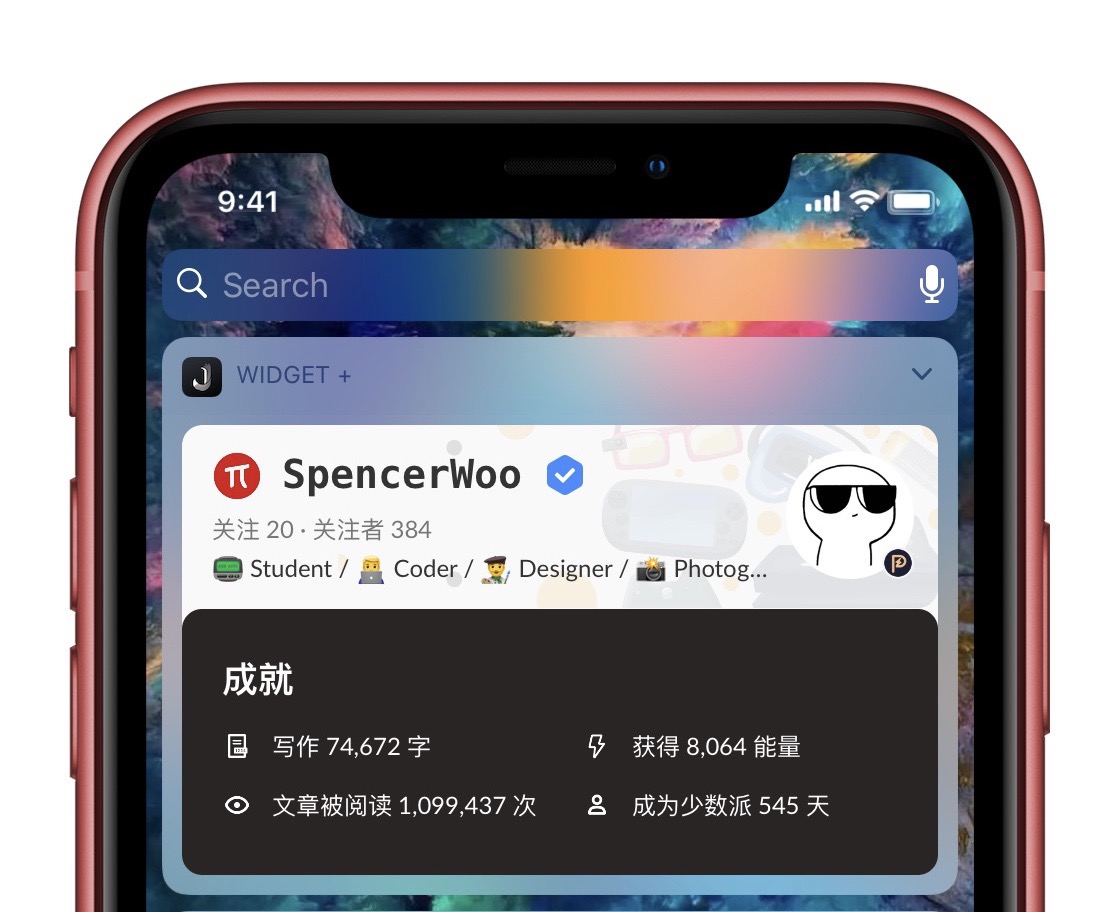 9:41
Search
WIDGET +
SpencerWoo
关注 20 · 关注者 384
📟 Student / 👨‍💻 Coder / 👨‍🎨 Designer / 📸 Photog...
成就
写作 74,672 字
获得 8,064 能量
文章被阅读 1,099,437 次
成为少数派 545 天